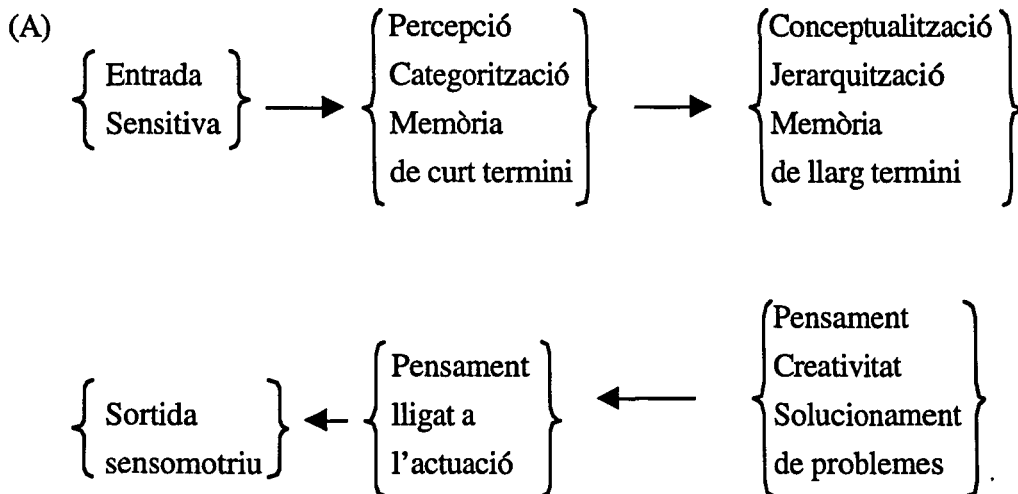 (A)
Entrada
Sensitiva
Percepció
Categorització
Memòria
de curt termini
Conceptualització
Jerarquització
Memòria
de llarg termini
Sortida
sensomotriu
Pensament
lligat a
l'actuació
Pensament
Creativitat
Solucionament
de problemes